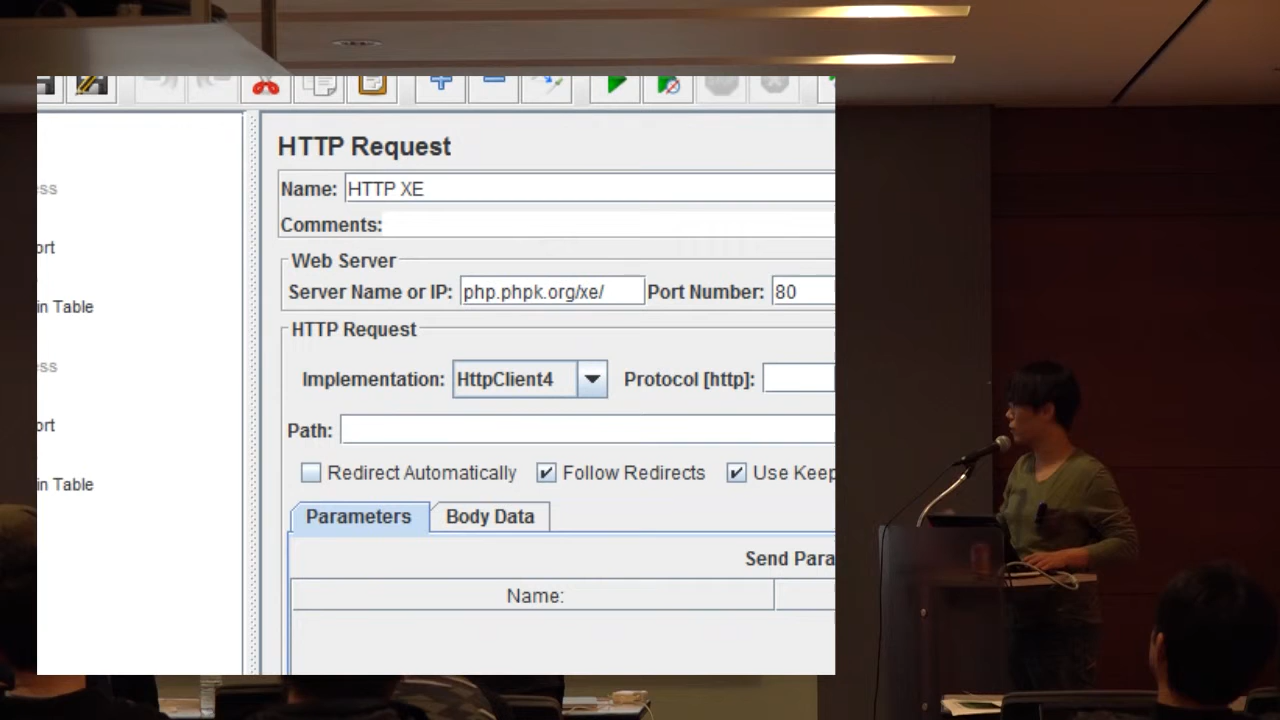 HTTP Request
Name: HTTP XE
Comments:
Web Server
Server Name or IP: php.phpk.org/xe/ Port Number: 80
HTTP Request
Implementation: HttpClient4 Protocol [http]:
Path:
Redirect Automatically Follow Redirects Use Keep
Parameters Body Data
Send Para
Name:
ess
ort
in Table
ess
ort
in Table